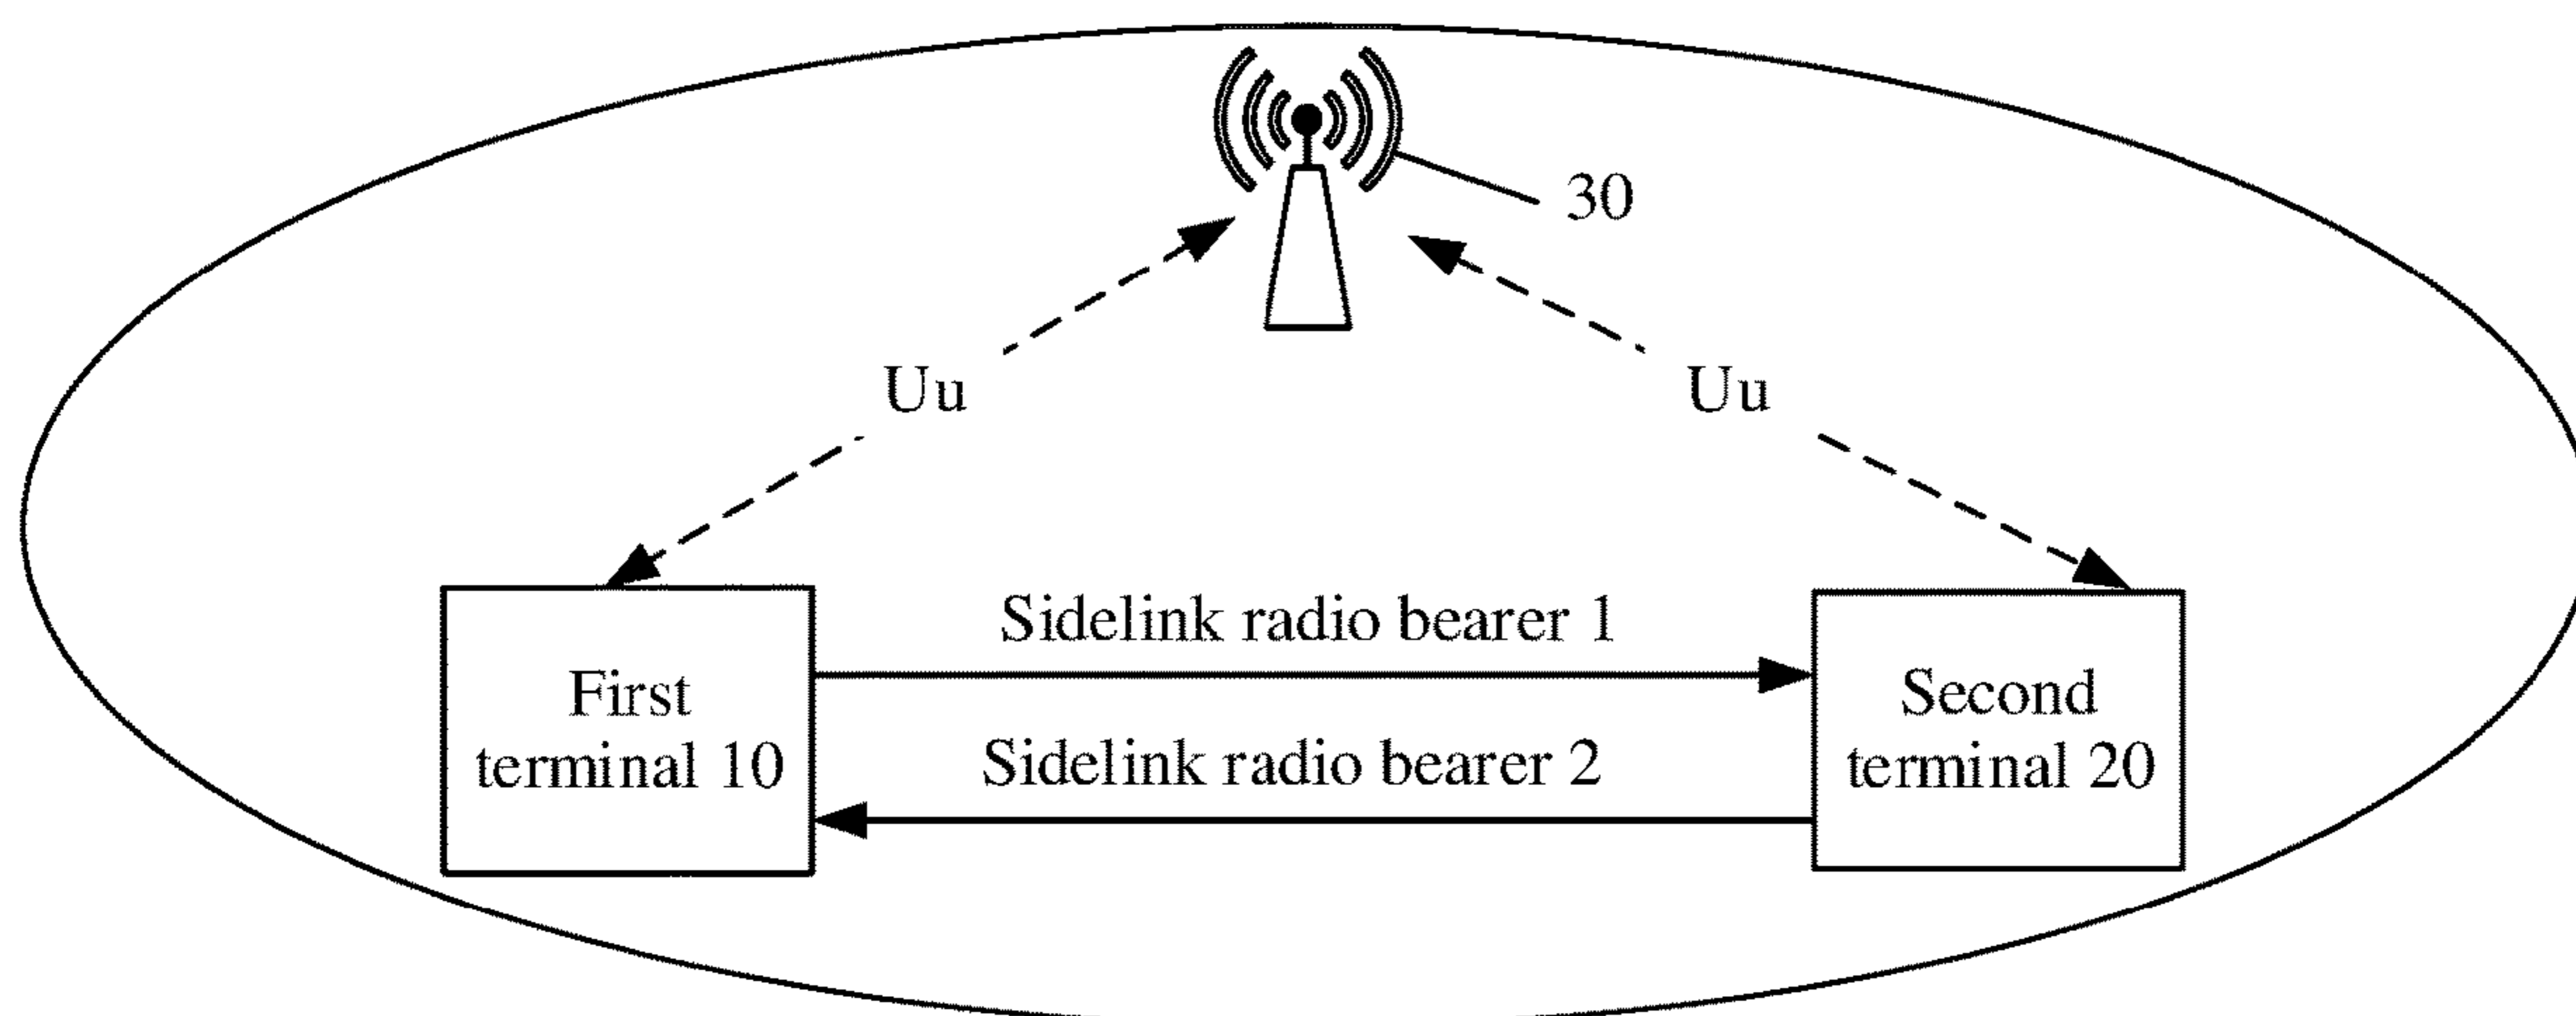 30
Uu
Uu
Sidelink radio bearer 1
First
terminal 10
Second
terminal 20
Sidelink radio bearer 2